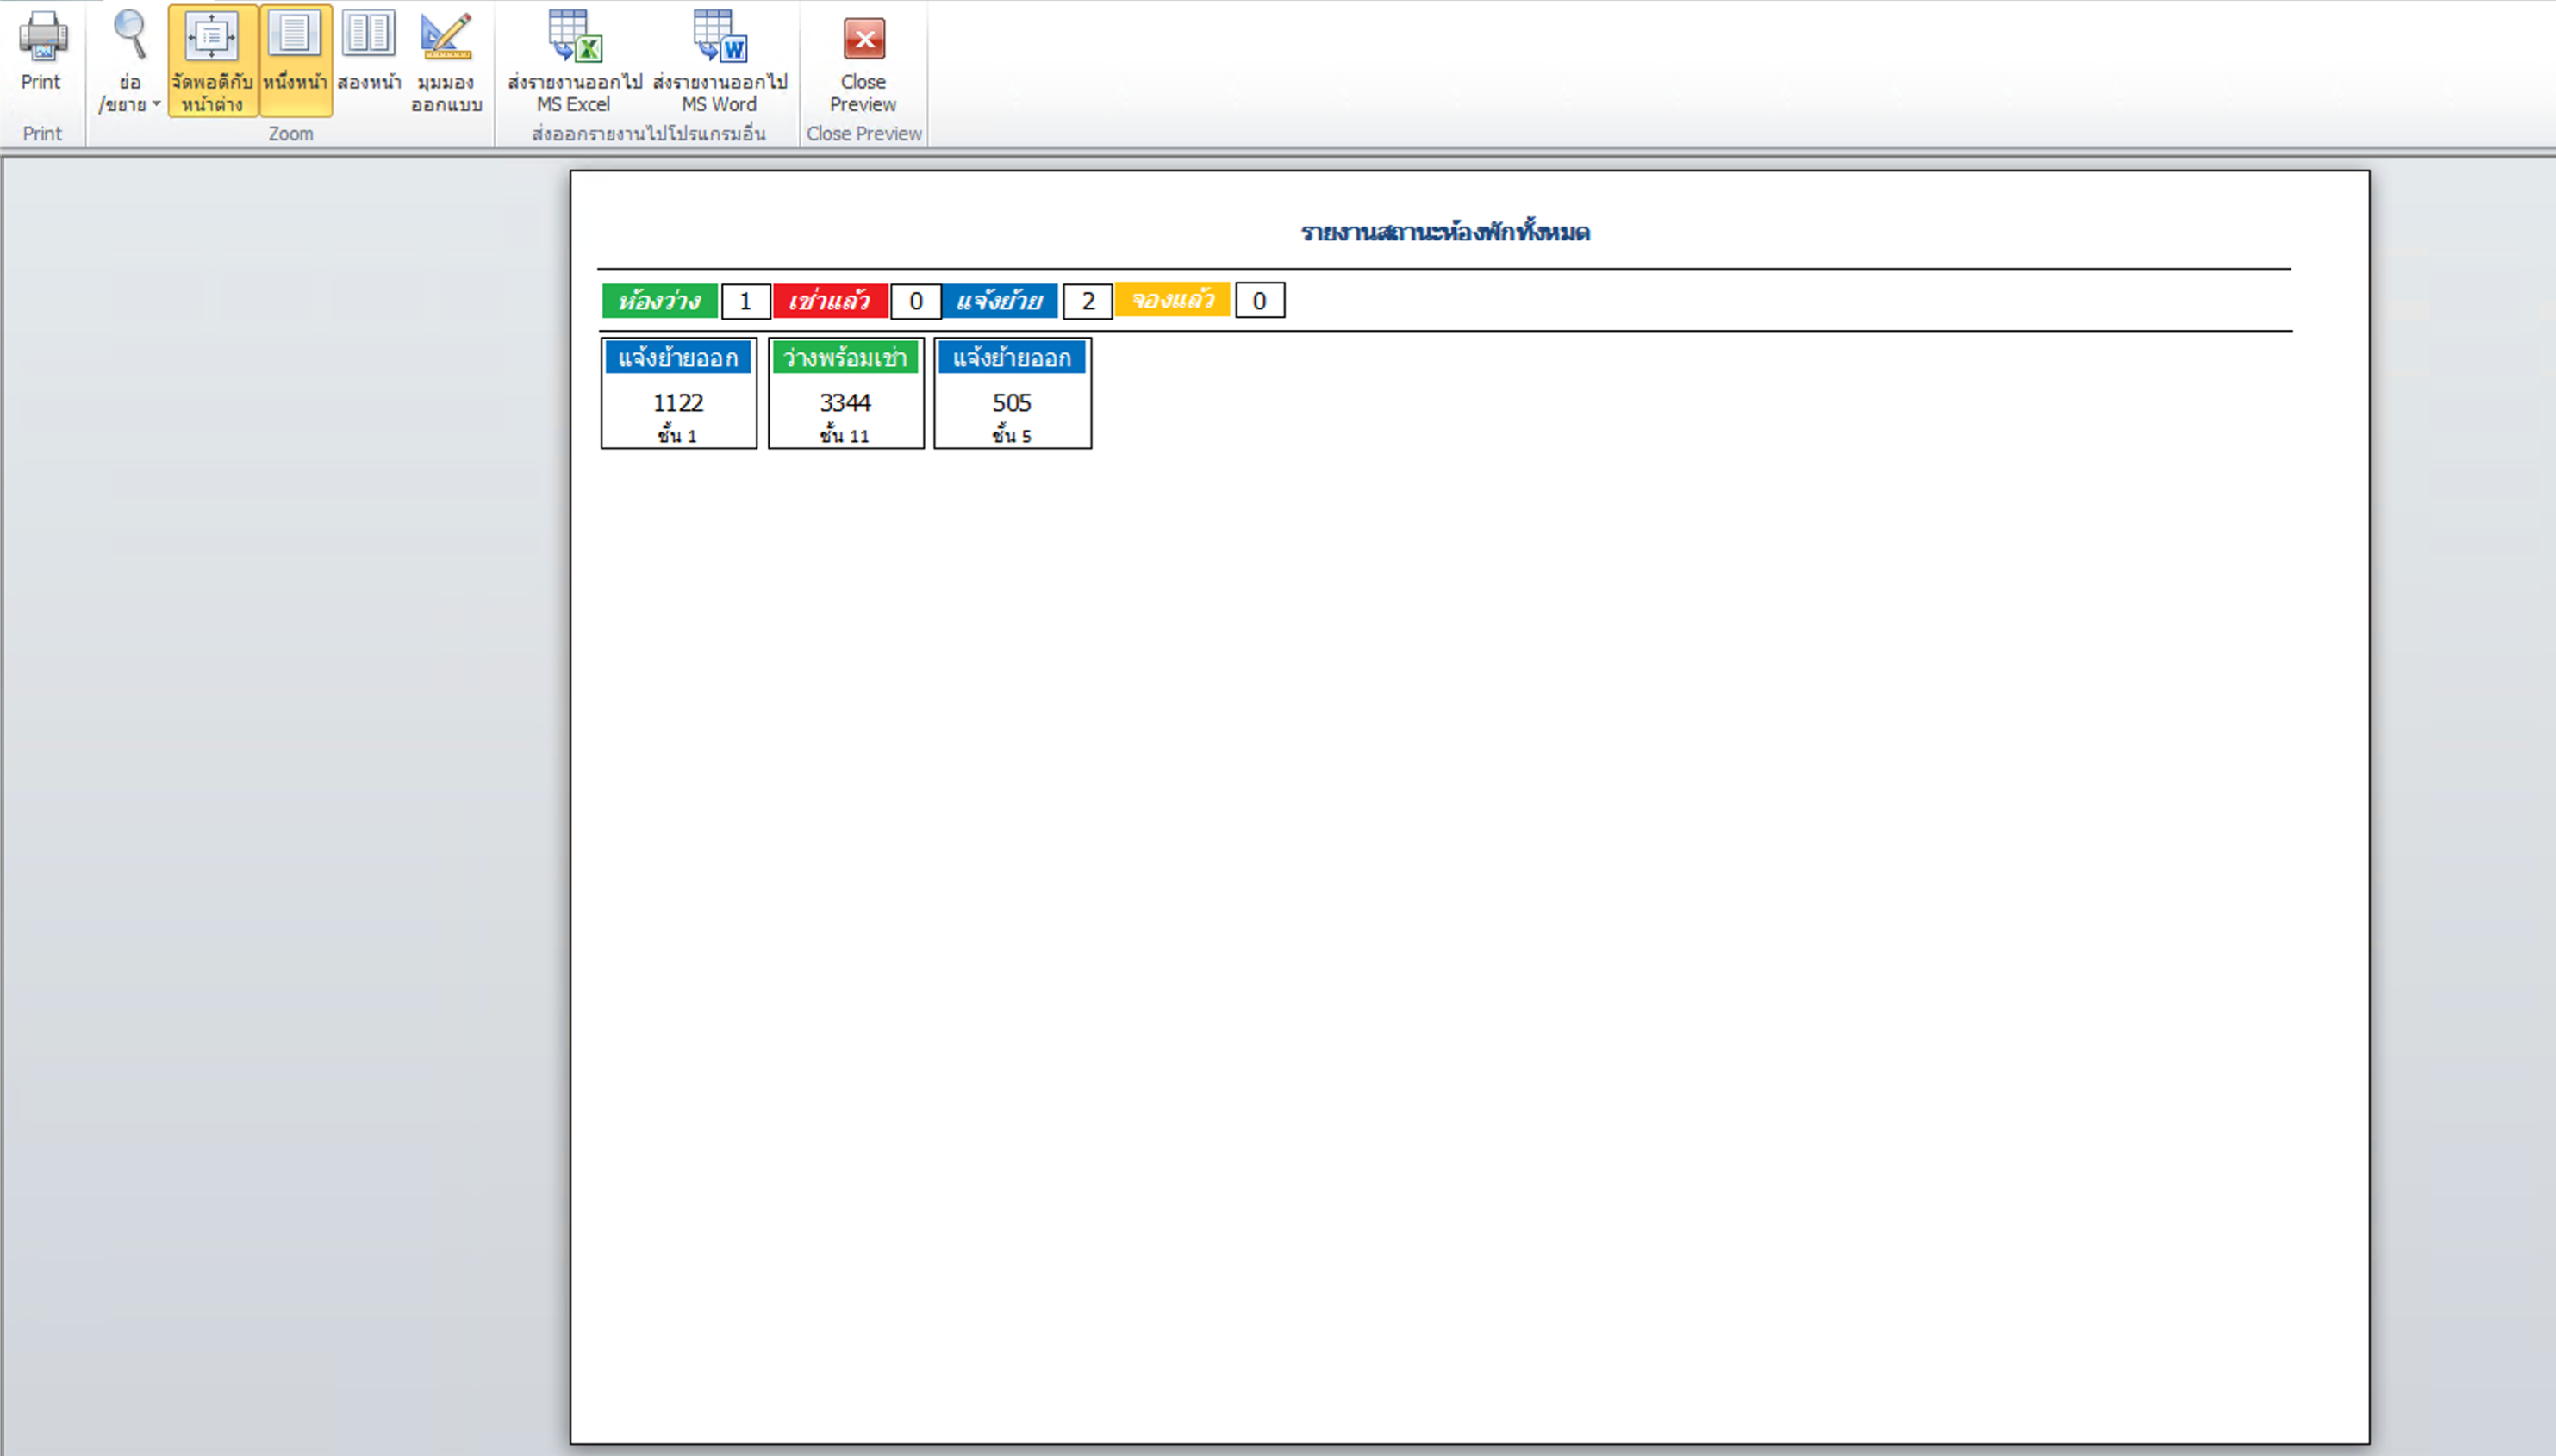 Print
ย่อ
/ขยาย
จัดพอดีกับ
หน้าต่าง
หนึ่งหน้า
สองหน้า
มุมมอง
ออกแบบ
ส่งรายงานออกไป
MS Excel
ส่งรายงานออกไป
MS Word
Close
Preview
Print
Zoom
ส่งออกรายงานไปโปรแกรมอื่น
Close Preview
รายงานสถานะห้องพักทั้งหมด
ห้องว่าง 1 เช่าแล้ว 0 แจ้งย้าย 2 จองแล้ว 0
แจ้งย้ายออก
1122
ชั้น 1
ว่างพร้อมเช่า
3344
ชั้น 11
แจ้งย้ายออก
505
ชั้น 5